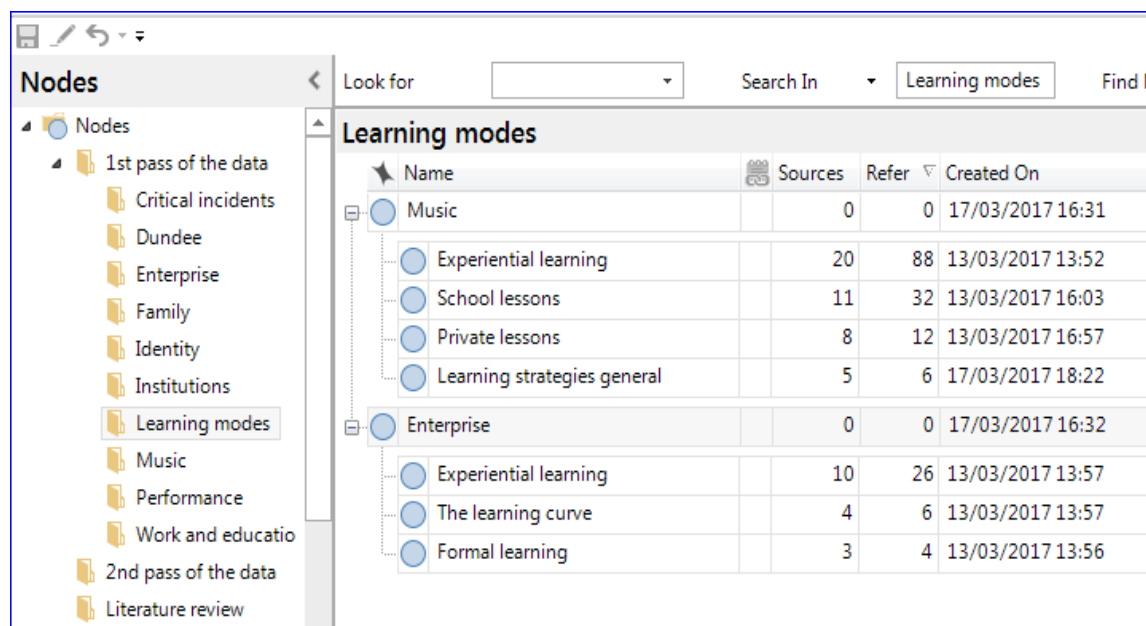 Nodes
Look for
Search In
Learning modes
Find
Nodes
1st pass of the data
Critical incidents
Dundee
Enterprise
Family
Identity
Institutions
Learning modes
Music
Performance
Work and educatio
2nd pass of the data
Literature review
Learning modes
Name Sources Refer Created On
Music 0 0 17/03/2017 16:31
Experiential learning 20 88 13/03/2017 13:52
School lessons 11 32 13/03/2017 16:03
Private lessons 8 12 13/03/2017 16:57
Learning strategies general 5 6 17/03/2017 18:22
Enterprise 0 0 17/03/2017 16:32
Experiential learning 10 26 13/03/2017 13:57
The learning curve 4 6 13/03/2017 13:57
Formal learning 3 4 13/03/2017 13:56